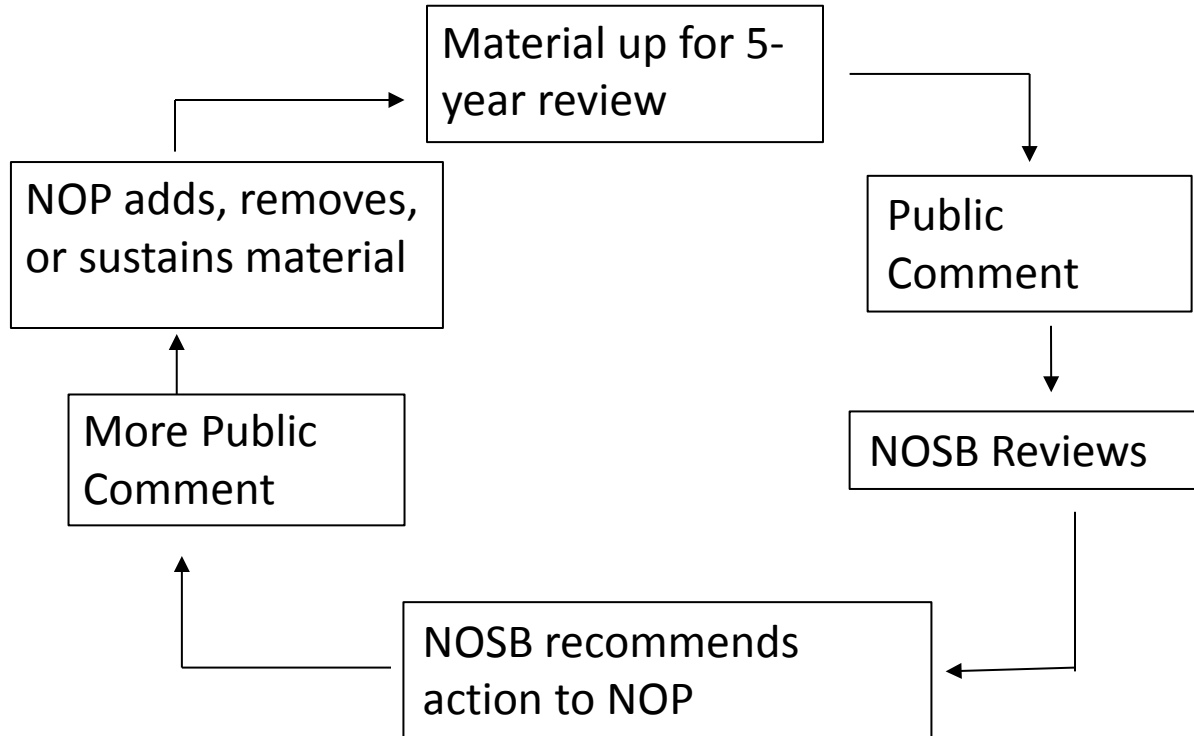 Material up for 5-
year review
Public
Comment
NOSB Reviews
NOSB recommends
action to NOP
More Public
Comment
NOP adds, removes,
or sustains material